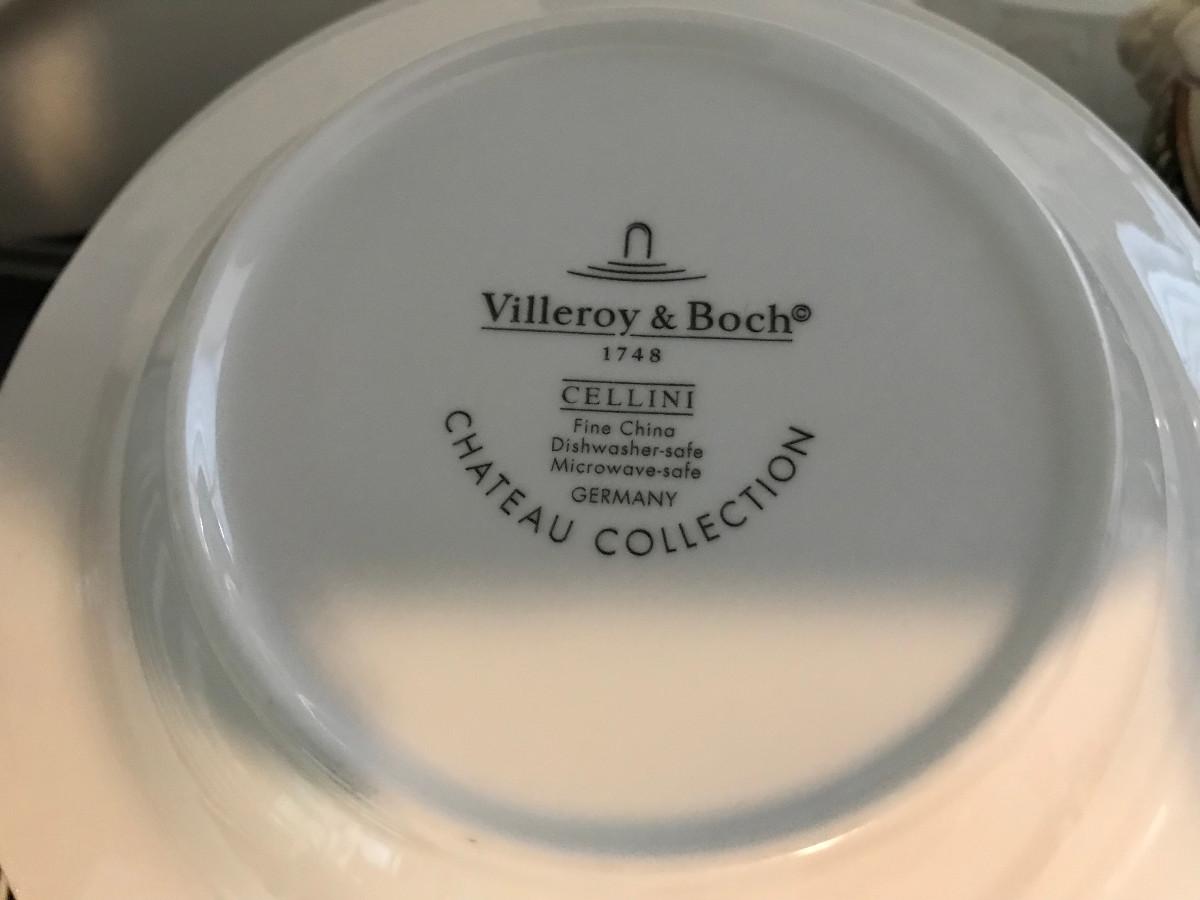 Villeroy & Boch©
1748
CELLINI
Fine China
Dishwasher-safe
Microwave-safe
GERMANY
CHATEAU COLLECTION